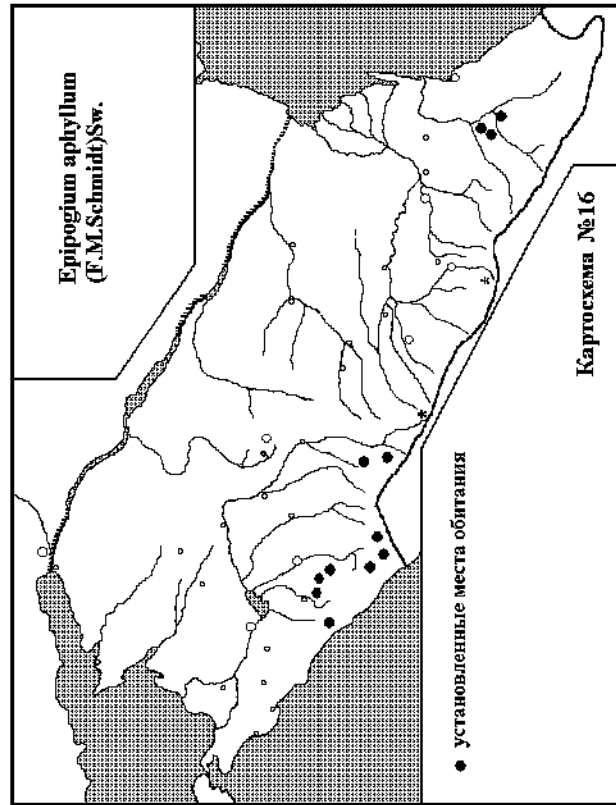 Epipogium aphyllum
(F.M.Schmidt)Sw.
Картосхема №16
установленные места обитания